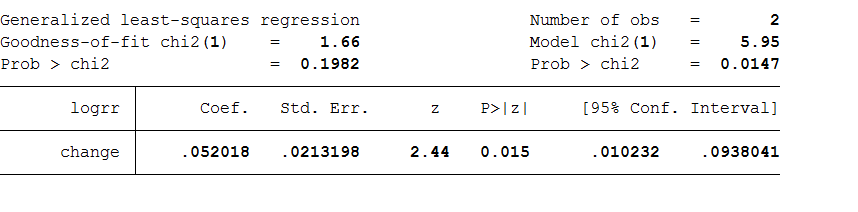 Generalized least-squares regression Number of obs = 2
Goodness-of-fit chi2(1) = 1.66 Model chi2(1) = 5.95
Prob > chi2 = 0.1982 Prob > chi2 = 0.0147
logrr Coef. Std. Err. z P>|z| [95% Conf. Interval]
change .052018 .0213198 2.44 0.015 .010232 .0938041